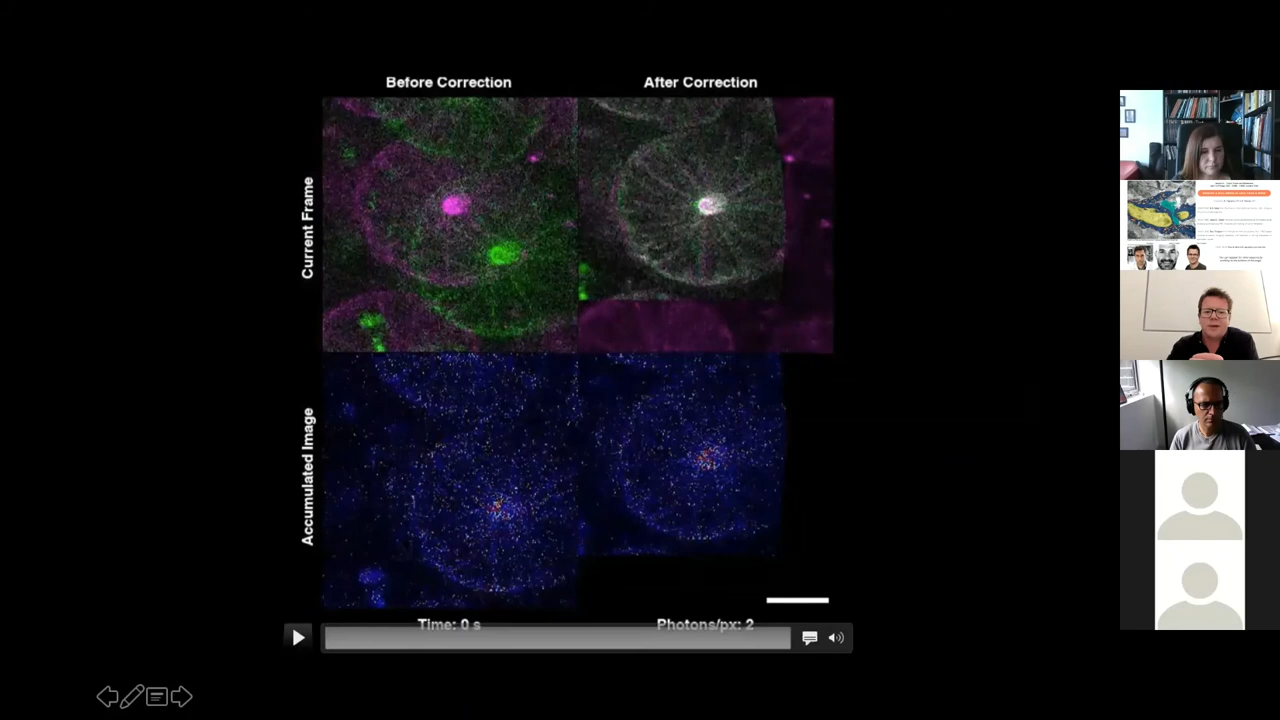 Before Correction
After Correction
Current Frame
Accumulated Image
Time: 0 s
Photons/px: 2